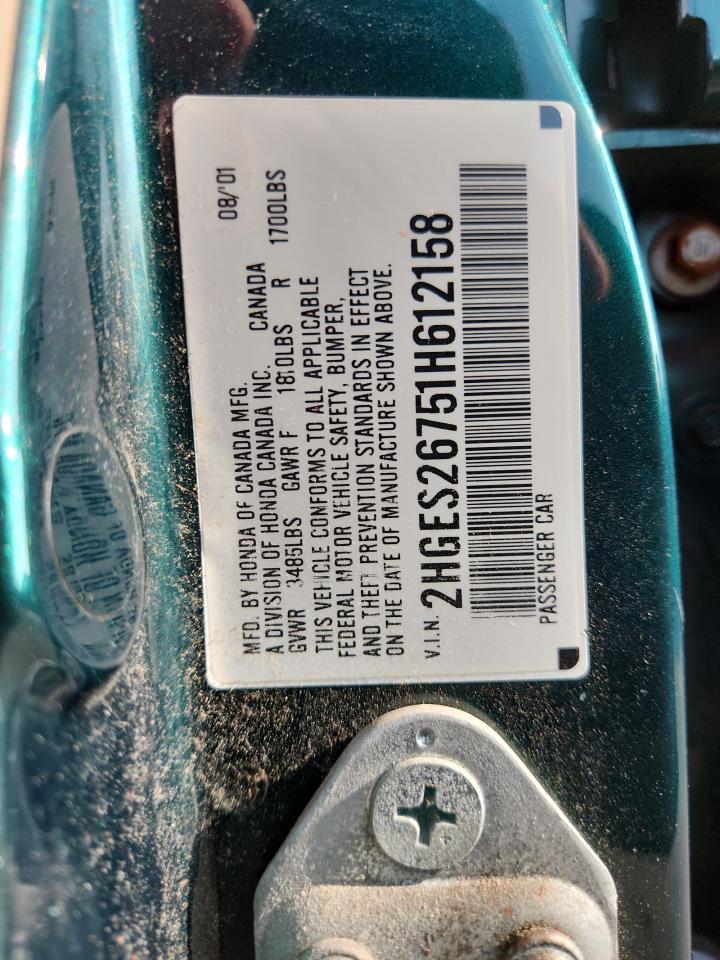 MFD. BY HONDA OF CANADA MFG. 08/'01
A DIVISION OF HONDA CANADA INC. CANADA
GVWR 3485LBS GAWR F 1810LBS R 1700LBS
THIS VEHICLE CONFORMS TO ALL APPLICABLE
FEDERAL MOTOR VEHICLE SAFETY, BUMPER,
AND THEFT PREVENTION STANDARDS IN EFFECT
ON THE DATE OF MANUFACTURE SHOWN ABOVE.
V.I.N. 2HGES26751H612158
PASSENGER CAR